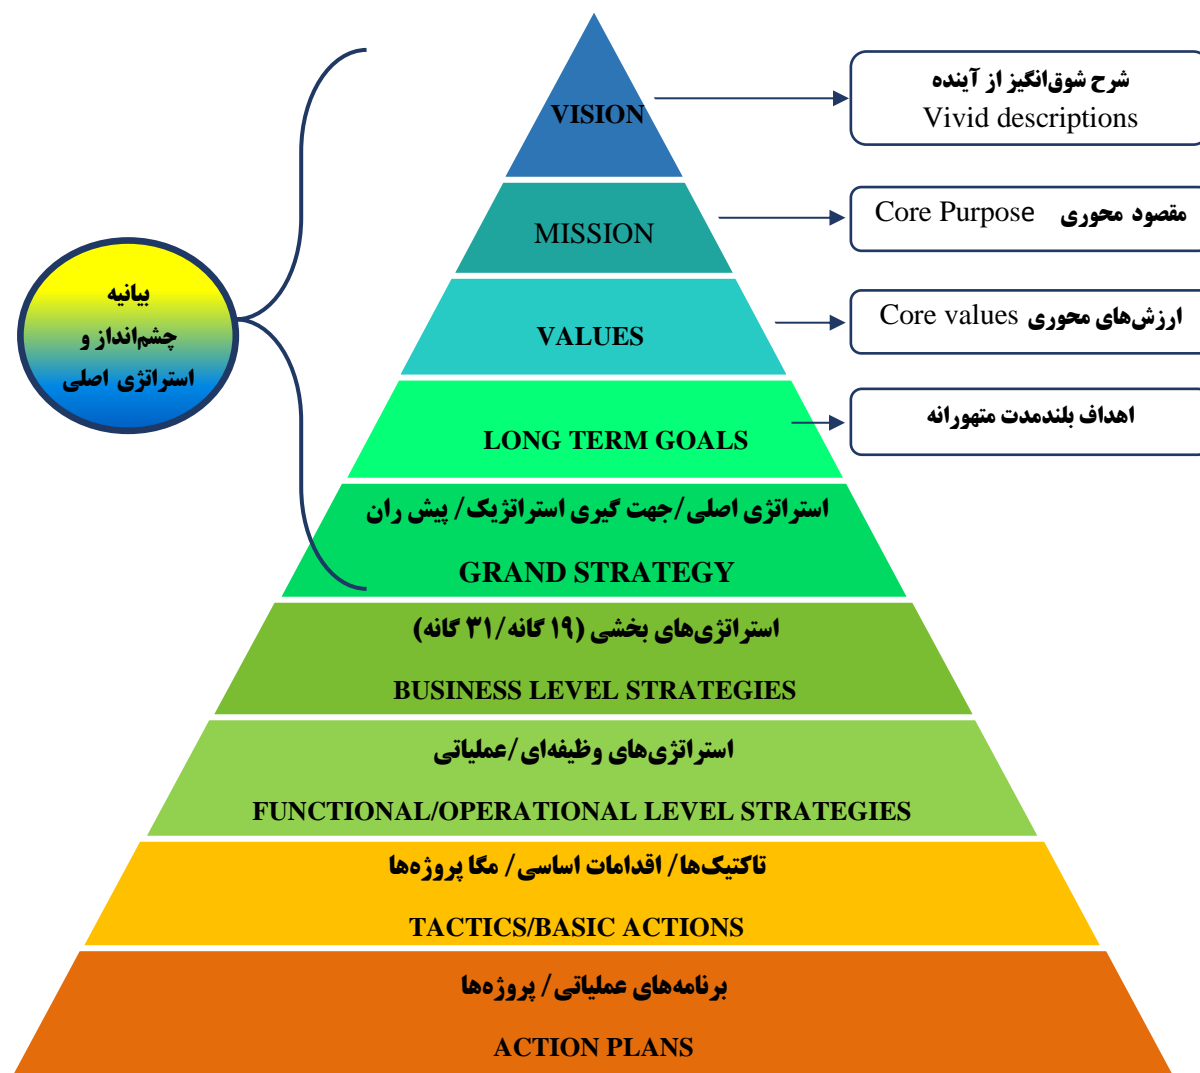 VISION
شرح شوق‌انگیز از آینده
Vivid descriptions
MISSION
مقصود محوری Core Purpose
VALUES
ارزش‌های محوری Core values
بیانیه
چشم‌انداز و
استراتژی اصلی
LONG TERM GOALS
اهداف بلندمدت متهورانه
استراتژی اصلی/جهت گیری استراتژیک/ پیش ران
GRAND STRATEGY
استراتژی‌های بخشی (۱۹ گانه/۳۱ گانه)
BUSINESS LEVEL STRATEGIES
استراتژی‌های وظیفه‌ای/عملیاتی
FUNCTIONAL/OPERATIONAL LEVEL STRATEGIES
تاکتیک‌ها/ اقدامات اساسی/ مگا پروژه‌ها
TACTICS/BASIC ACTIONS
برنامه‌های عملیاتی/ پروژه‌ها
ACTION PLANS